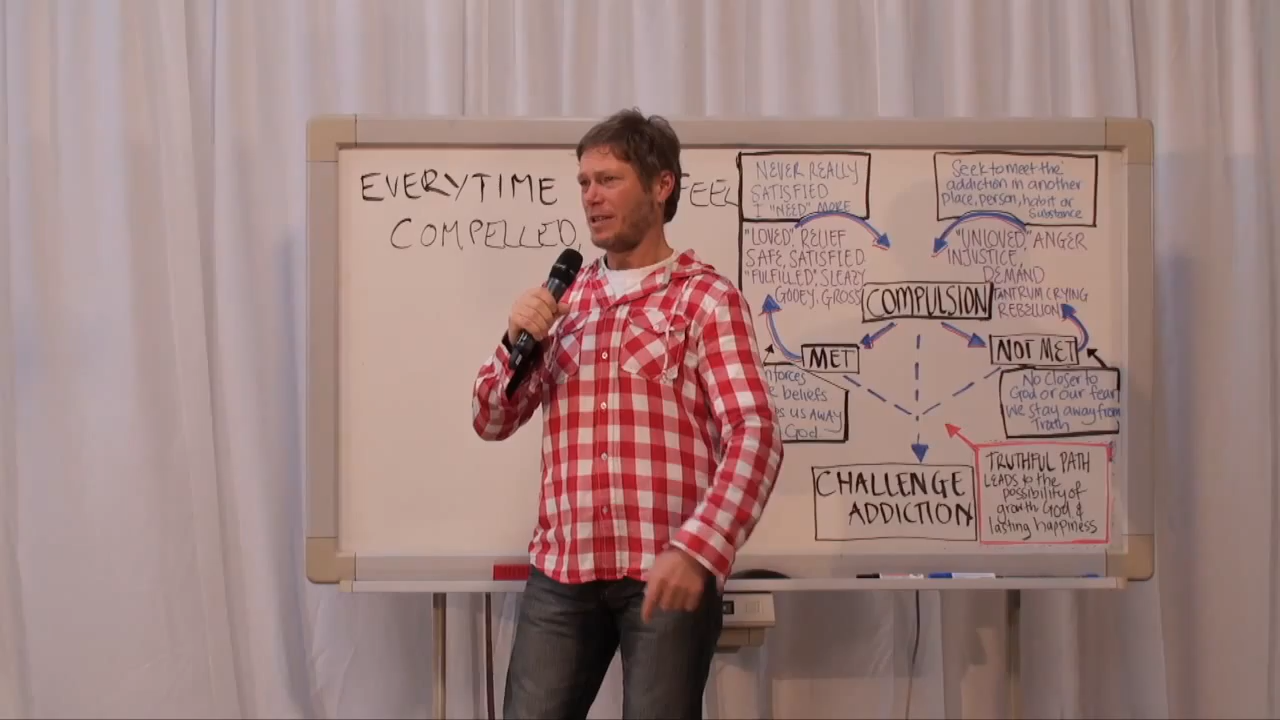 EVERYTIME FEEL
COMPELLED,
NEVER REALLY
SATISFIED
I "NEED" MORE
"LOVED", RELIEF
SAFE, SATISFIED
"FULFILLED", SLEAZY
GOOEY, GROSS
Seek to meet the
addiction in another
place, person, habit or
substance
"UNLOVED", ANGER
INJUSTICE,
DEMAND
TANTRUM CRYING
REBELLION
COMPULSION
MET
NOT MET
beliefs
us AWAY
God
No Closer to
God or our fear
We stay away from
Truth
CHALLENGE
ADDICTION
TRUTHFUL PATH
LEADS to the
possibility of
growth God &
lasting happiness